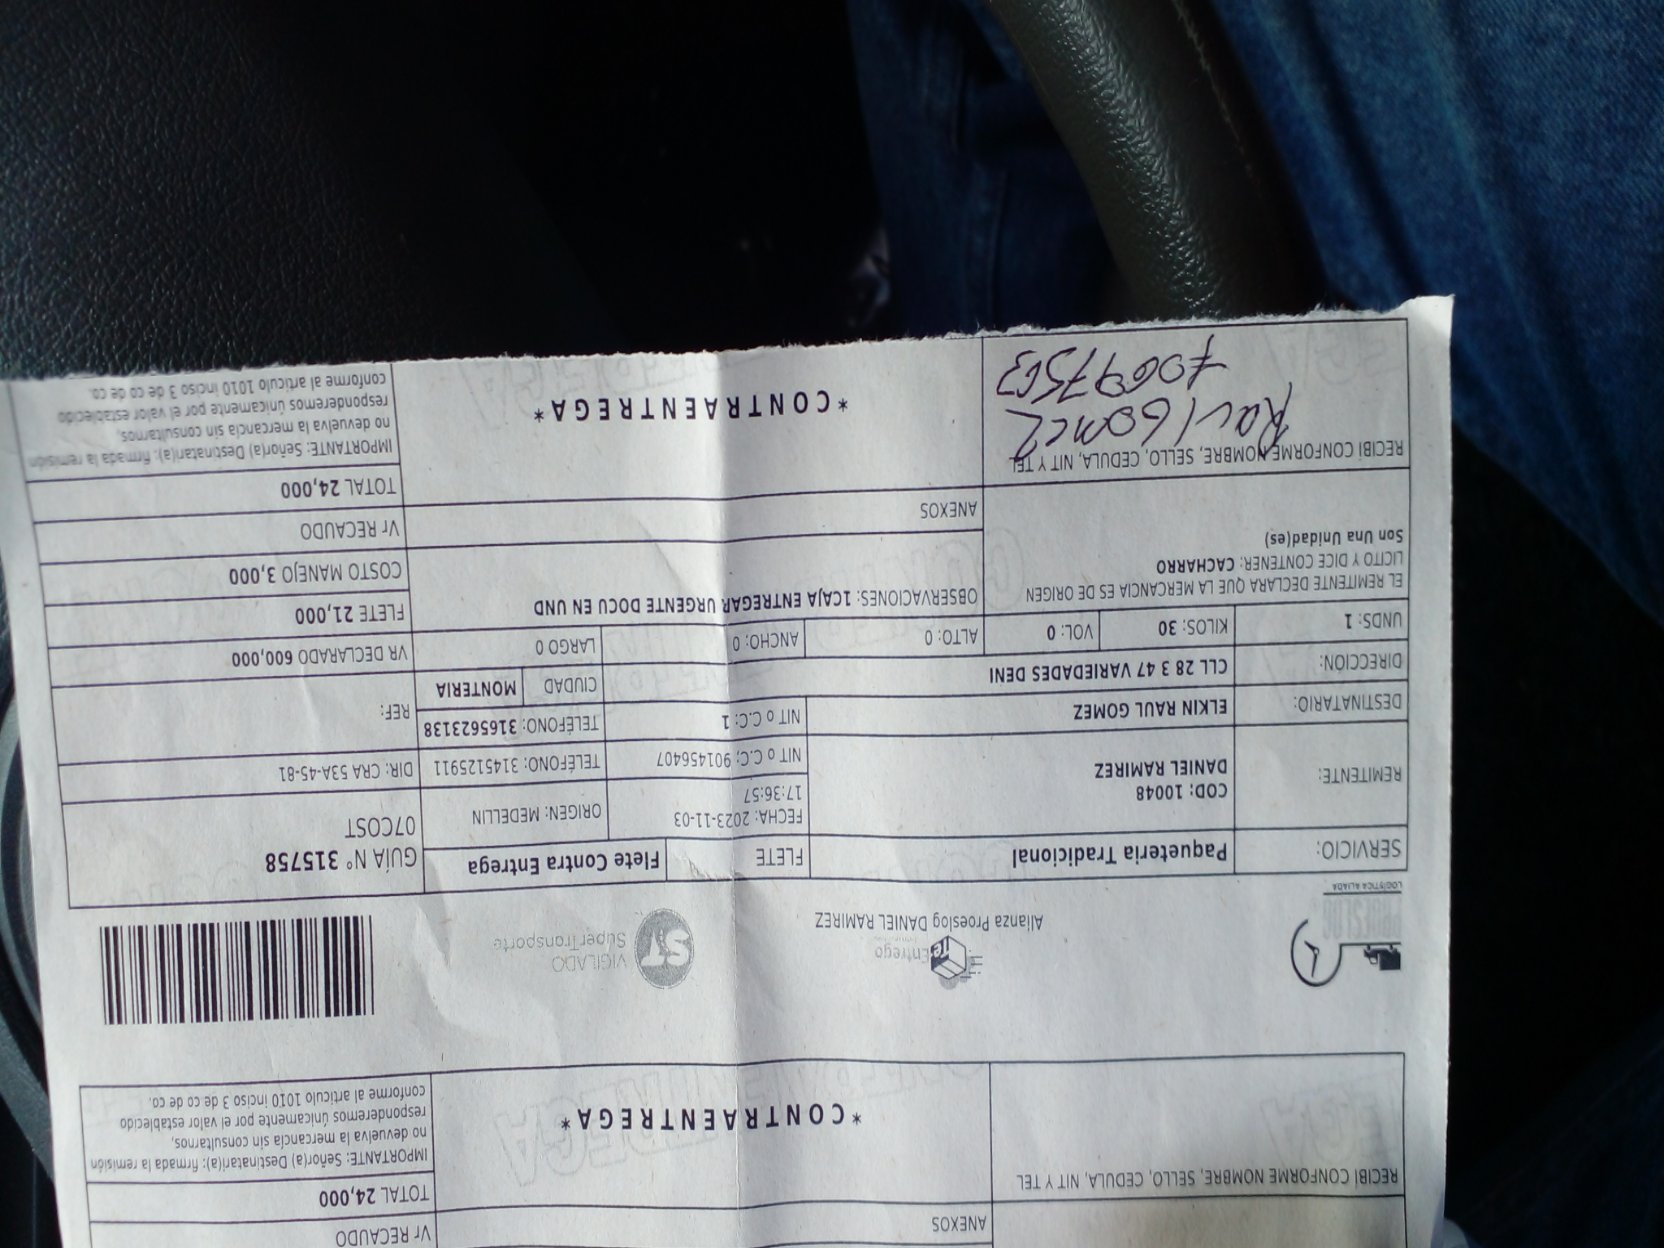 Vr RECAUDO
ANEXOS
TOTAL 24,000
RECIBÍ CONFORME NOMBRE, SELLO, CEDULA, NIT Y TEL
*CONTRAENTREGA*
IMPORTANTE: Señor(a) Destinatari(a): firmada la remisión
no devuelva la mercancia sin consultarnos,
responderemos únicamente por el valor establecido
conforme al articulo 1010 inciso 3 de co de co.
LOGÍSTICA ALIADA
Te Entrego
Alianza Proeslog DANIEL RAMIREZ
VIGILADO
SuperTransporte
ST
SERVICIO:
Paqueteria Tradicional
FLETE
Flete Contra Entrega
GUÍA N° 315758
07COST
REMITENTE:
COD: 10048
DANIEL RAMIREZ
FECHA: 2023-11-03
17:36:57
ORIGEN: MEDELLIN
NIT o C.C: 901456407
TELÉFONO: 3145125911
DIR: CRA 53A-45-81
DESTINATARIO:
ELKIN RAUL GOMEZ
NIT o C.C: 1
TELÉFONO: 3165623138
REF:
DIRECCION:
CLL 28 3 47 VARIEDADES DENI
CIUDAD
MONTERIA
UNDS: 1
KILOS: 30
VOL: 0
ALTO: 0
ANCHO: 0
LARGO 0
VR DECLARADO 600,000
EL REMITENTE DECLARA QUE LA MERCANCIA ES DE ORIGEN
LICITO Y DICE CONTENER: CACHARRO
Son Una Unidad(es)
OBSERVACIONES: 1CAJA ENTREGAR URGENTE DOCU EN UND
FLETE 21,000
COSTO MANEJO 3,000
ANEXOS
Vr RECAUDO
TOTAL 24,000
RECIBÍ CONFORME NOMBRE, SELLO, CEDULA, NIT Y TEL
Raul Gomez
70697563
*CONTRAENTREGA*
IMPORTANTE: Señor(a) Destinatari(a): firmada la remisión
no devuelva la mercancia sin consultarnos,
responderemos únicamente por el valor establecido
conforme al articulo 1010 inciso 3 de co de co.